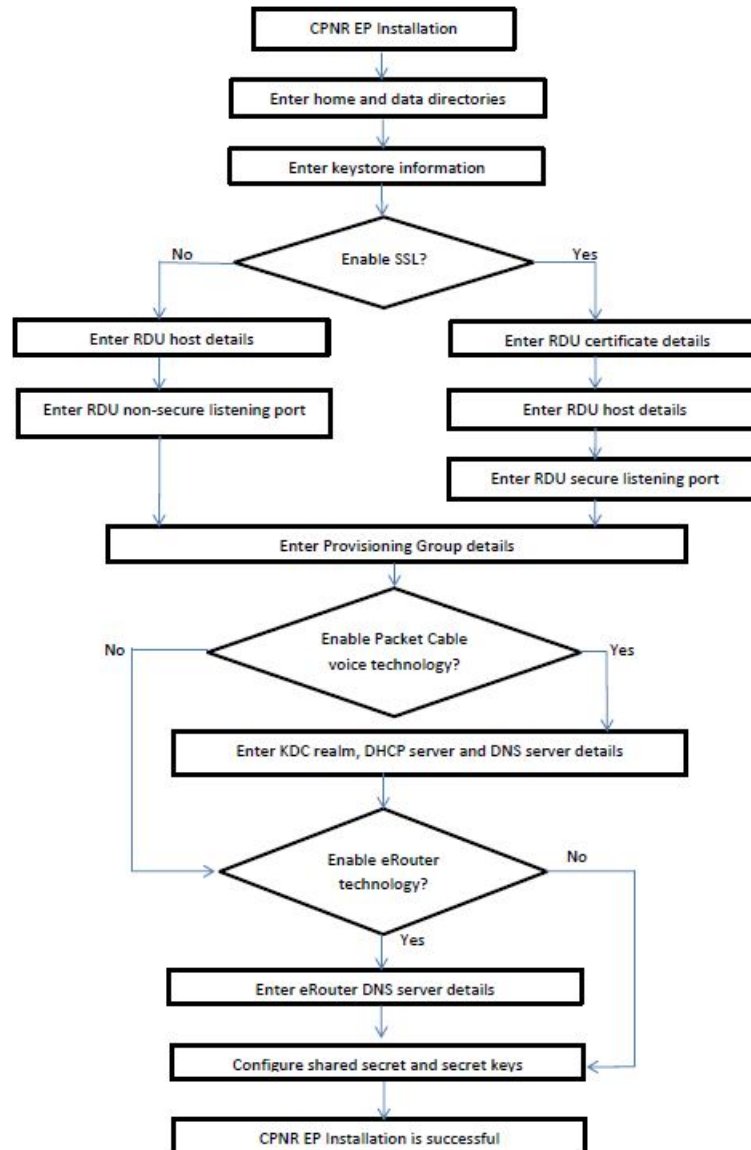 CPNR EP Installation
Enter home and data directories
Enter keystore information
Enable SSL?
No
Yes
Enter RDU host details
Enter RDU non-secure listening port
Enter RDU certificate details
Enter RDU host details
Enter RDU secure listening port
Enter Provisioning Group details
Enable Packet Cable
voice technology?
No
Yes
Enter KDC realm, DHCP server and DNS server details
Enable eRouter
technology?
No
Yes
Enter eRouter DNS server details
Configure shared secret and secret keys
CPNR EP Installation is successful